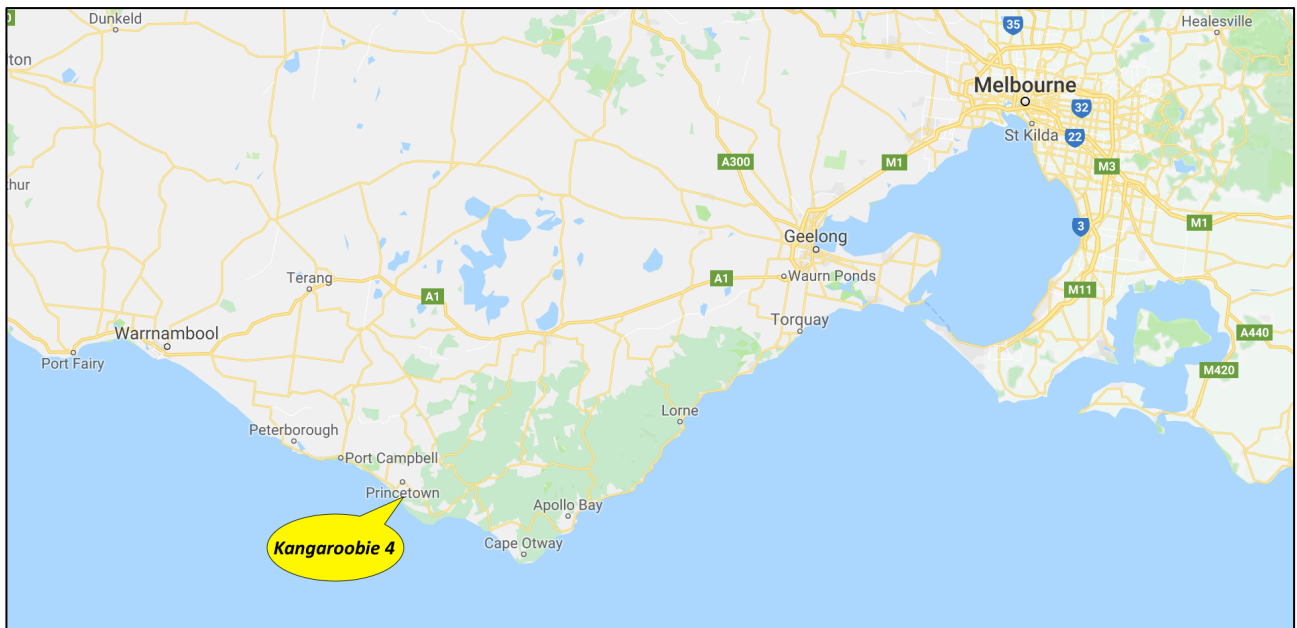 Dunkeld
35
Healesville
ton
Melbourne
32
St Kilda
22
A300
M1
M3
hur
M1
3
Geelong
Terang
A1
A1
Waurn Ponds
M11
Warrnambool
Torquay
A440
Port Fairy
M420
Lorne
Peterborough
Port Campbell
Princetown
Apollo Bay
Kangaroobie 4
Cape Otway